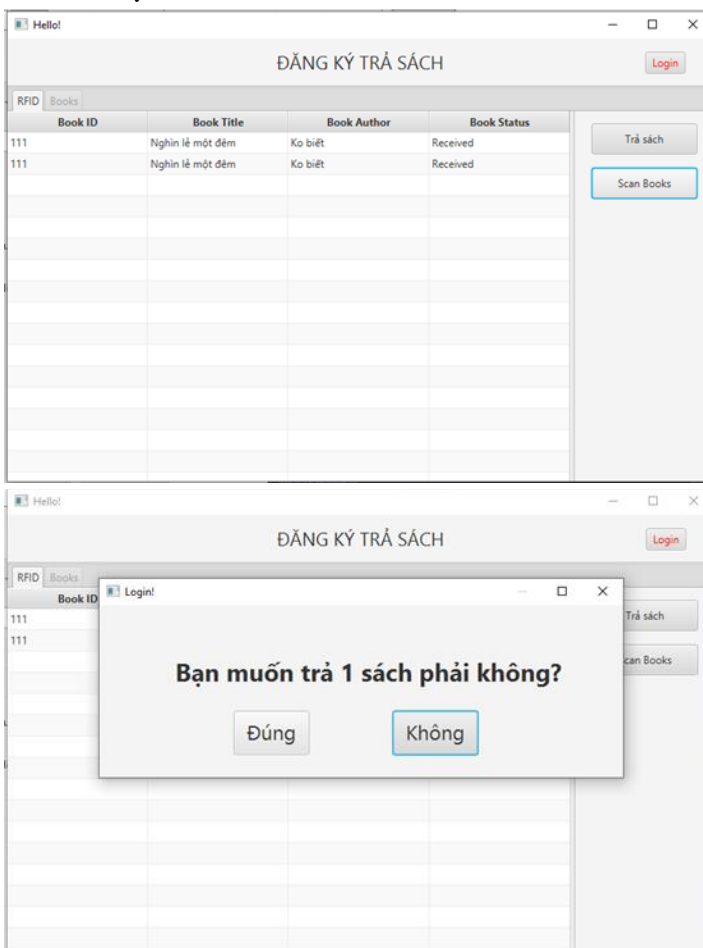 Hello!
ĐĂNG KÝ TRẢ SÁCH
Login
RFID Books
Book ID Book Title Book Author Book Status
111 Nghìn lẻ một đêm Ko biết Received
111 Nghìn lẻ một đêm Ko biết Received
Trả sách
Scan Books
Hello!
ĐĂNG KÝ TRẢ SÁCH
Login
RFID Books
Book ID
111
111
Trả sách
can Books
Login!
Bạn muốn trả 1 sách phải không?
Đúng Không